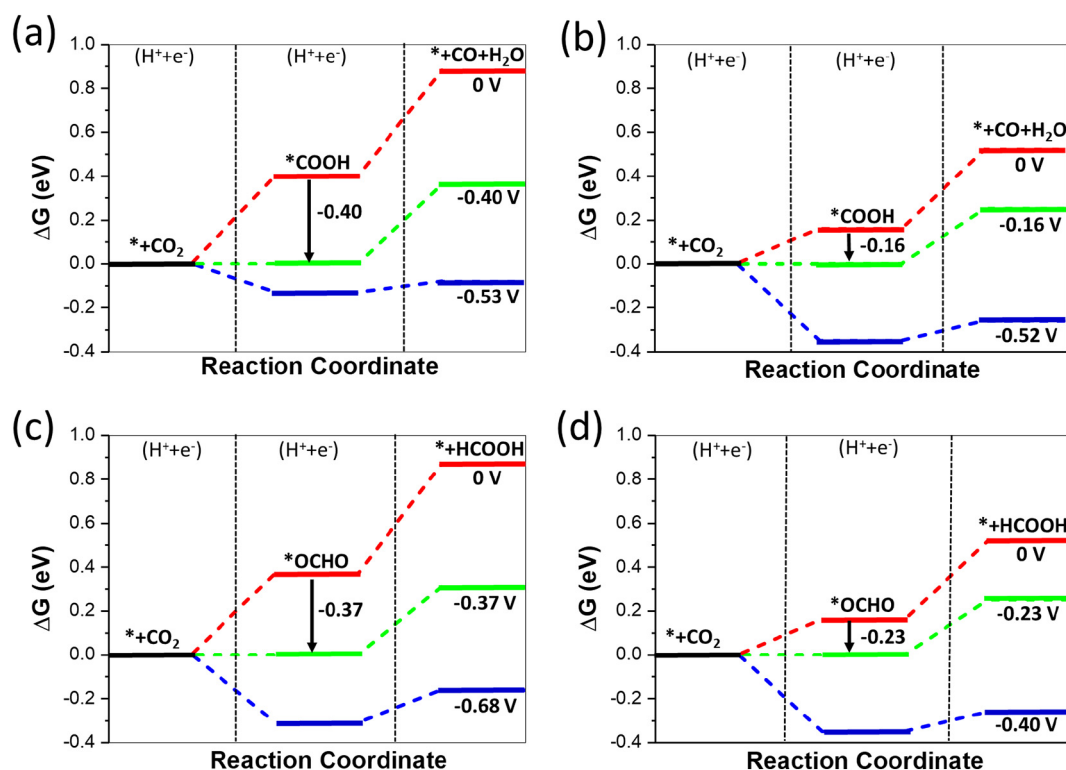 (a)
(H⁺+e⁻)
(H⁺+e⁻)
*+CO+H₂O
0 V
*COOH
-0.40
-0.40 V
*+CO₂
-0.53 V
1.0
0.8
0.6
0.4
0.2
0.0
-0.2
-0.4
ΔG (eV)
Reaction Coordinate
(b)
(H⁺+e⁻)
(H⁺+e⁻)
*+CO+H₂O
0 V
*COOH
-0.16
-0.16 V
*+CO₂
-0.52 V
1.0
0.8
0.6
0.4
0.2
0.0
-0.2
-0.4
ΔG (eV)
Reaction Coordinate
(c)
(H⁺+e⁻)
(H⁺+e⁻)
*+HCOOH
0 V
*OCHO
-0.37
-0.37 V
*+CO₂
-0.68 V
1.0
0.8
0.6
0.4
0.2
0.0
-0.2
-0.4
ΔG (eV)
Reaction Coordinate
(d)
(H⁺+e⁻)
(H⁺+e⁻)
*+HCOOH
0 V
*OCHO
-0.23
-0.23 V
*+CO₂
-0.40 V
1.0
0.8
0.6
0.4
0.2
0.0
-0.2
-0.4
ΔG (eV)
Reaction Coordinate